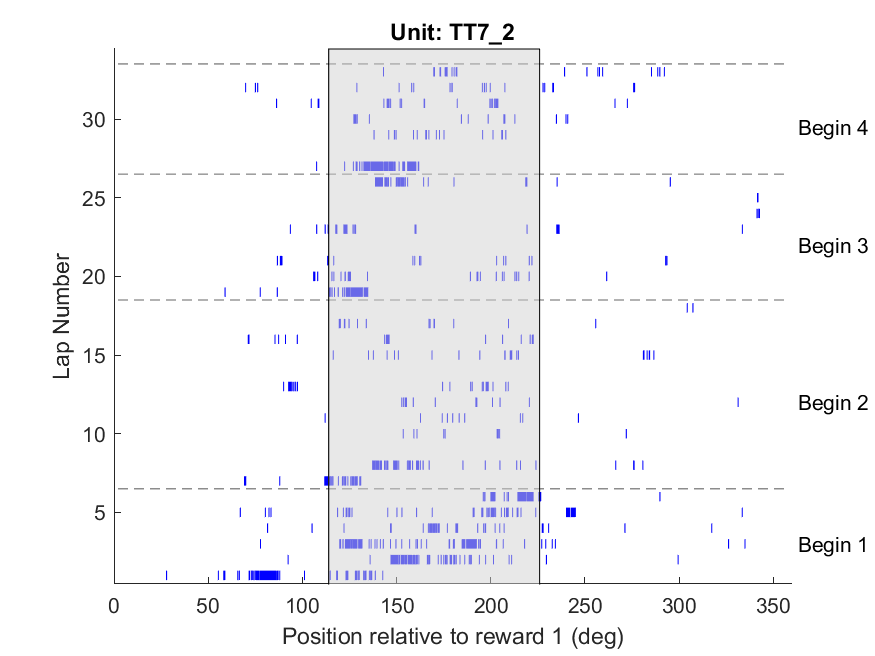 Unit: TT7_2
Lap Number
30
25
20
15
10
5
Begin 4
Begin 3
Begin 2
Begin 1
0
50
100
150
200
250
300
350
Position relative to reward 1 (deg)